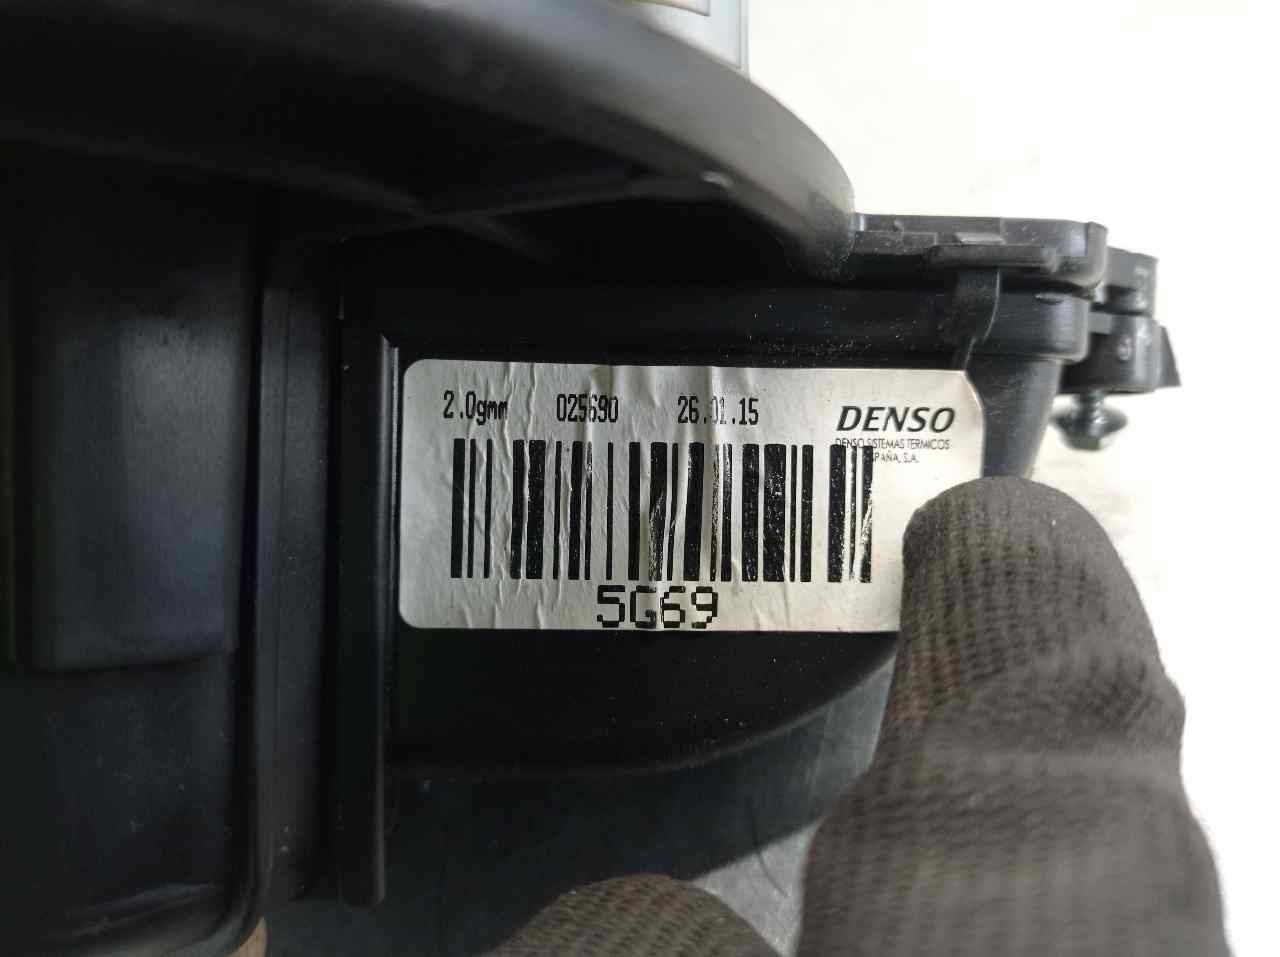 2.0gmm 025690 26.01.15 DENSO
DENSO SISTEMAS TERMICOS
ESPAÑA, S.A.
5G69